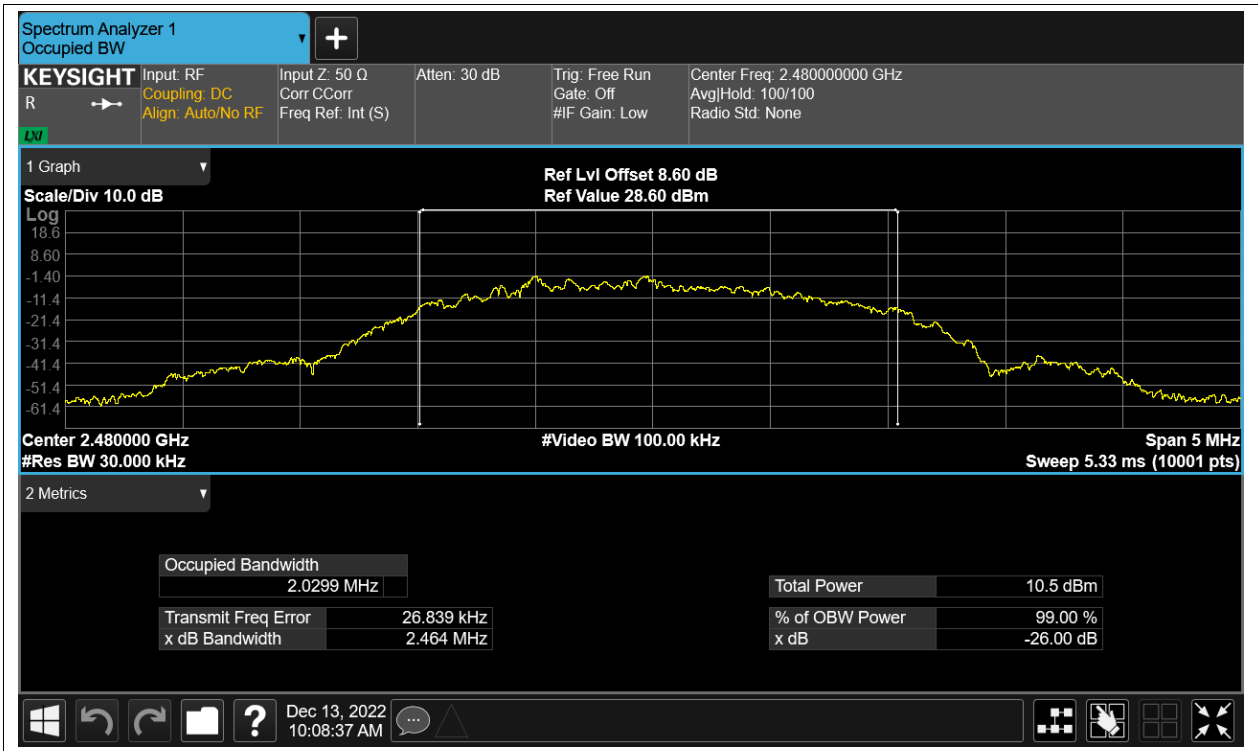 Spectrum Analyzer 1
Occupied BW
KEYSIGHT
R
LXI
Input: RF
Coupling: DC
Align: Auto/No RF
Input Z: 50 Ω
Corr CCorr
Freq Ref: Int (S)
Atten: 30 dB
Trig: Free Run
Gate: Off
#IF Gain: Low
Center Freq: 2.480000000 GHz
Avg|Hold: 100/100
Radio Std: None
1 Graph
Scale/Div 10.0 dB
Ref Lvl Offset 8.60 dB
Ref Value 28.60 dBm
Log
18.6
8.60
-1.40
-11.4
-21.4
-31.4
-41.4
-51.4
-61.4
Center 2.480000 GHz
#Video BW 100.00 kHz
Span 5 MHz
#Res BW 30.000 kHz
Sweep 5.33 ms (10001 pts)
2 Metrics
Occupied Bandwidth
2.0299 MHz
Total Power 10.5 dBm
Transmit Freq Error 26.839 kHz
% of OBW Power 99.00 %
x dB Bandwidth 2.464 MHz
x dB -26.00 dB
?
Dec 13, 2022
10:08:37 AM